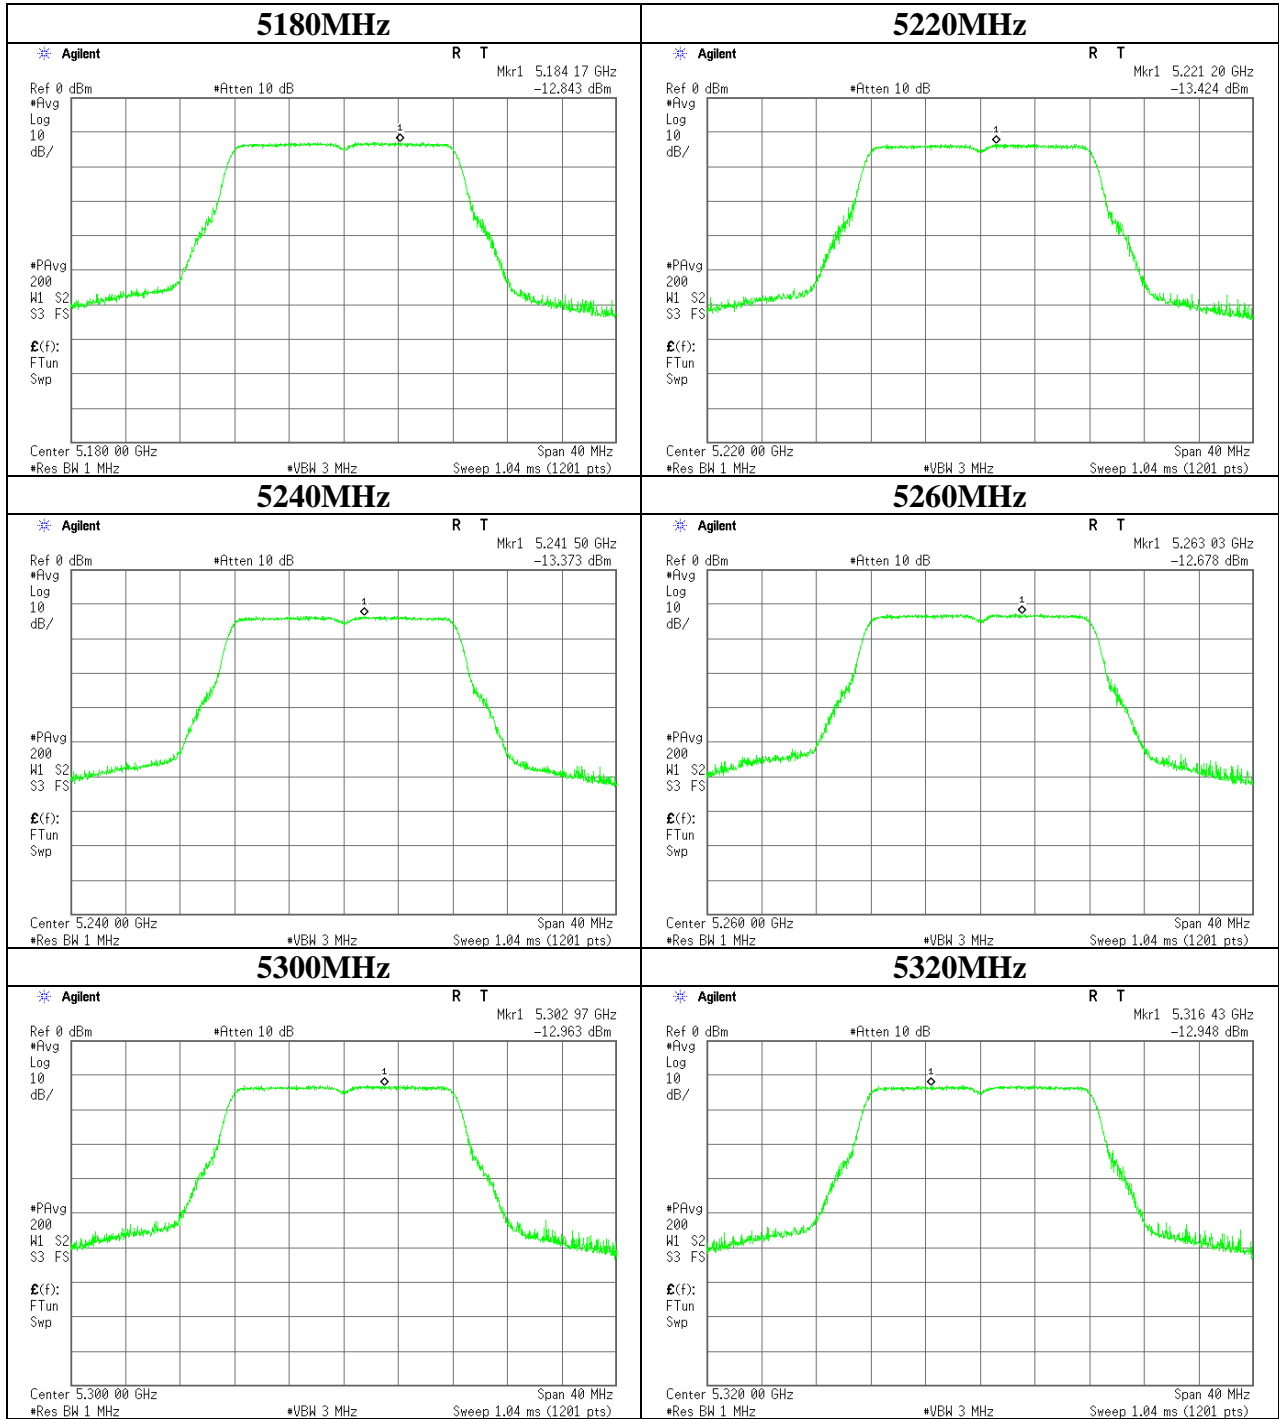 5180MHz
Agilent
R T
Mkr1 5.184 17 GHz
Ref 0 dBm #Atten 10 dB -12.843 dBm
#Avg
Log
10
dB/
1
#PAvg
200
W1 S2
S3 FS
£(f):
FTun
Swp
Center 5.180 00 GHz Span 40 MHz
#Res BW 1 MHz #VBW 3 MHz Sweep 1.04 ms (1201 pts)
5220MHz
Agilent
R T
Mkr1 5.221 20 GHz
Ref 0 dBm #Atten 10 dB -13.424 dBm
#Avg
Log
10
dB/
1
#PAvg
200
W1 S2
S3 FS
£(f):
FTun
Swp
Center 5.220 00 GHz Span 40 MHz
#Res BW 1 MHz #VBW 3 MHz Sweep 1.04 ms (1201 pts)
5240MHz
Agilent
R T
Mkr1 5.241 50 GHz
Ref 0 dBm #Atten 10 dB -13.373 dBm
#Avg
Log
10
dB/
1
#PAvg
200
W1 S2
S3 FS
£(f):
FTun
Swp
Center 5.240 00 GHz Span 40 MHz
#Res BW 1 MHz #VBW 3 MHz Sweep 1.04 ms (1201 pts)
5260MHz
Agilent
R T
Mkr1 5.263 03 GHz
Ref 0 dBm #Atten 10 dB -12.678 dBm
#Avg
Log
10
dB/
1
#PAvg
200
W1 S2
S3 FS
£(f):
FTun
Swp
Center 5.260 00 GHz Span 40 MHz
#Res BW 1 MHz #VBW 3 MHz Sweep 1.04 ms (1201 pts)
5300MHz
Agilent
R T
Mkr1 5.302 97 GHz
Ref 0 dBm #Atten 10 dB -12.963 dBm
#Avg
Log
10
dB/
1
#PAvg
200
W1 S2
S3 FS
£(f):
FTun
Swp
Center 5.300 00 GHz Span 40 MHz
#Res BW 1 MHz #VBW 3 MHz Sweep 1.04 ms (1201 pts)
5320MHz
Agilent
R T
Mkr1 5.316 43 GHz
Ref 0 dBm #Atten 10 dB -12.948 dBm
#Avg
Log
10
dB/
1
#PAvg
200
W1 S2
S3 FS
£(f):
FTun
Swp
Center 5.320 00 GHz Span 40 MHz
#Res BW 1 MHz #VBW 3 MHz Sweep 1.04 ms (1201 pts)